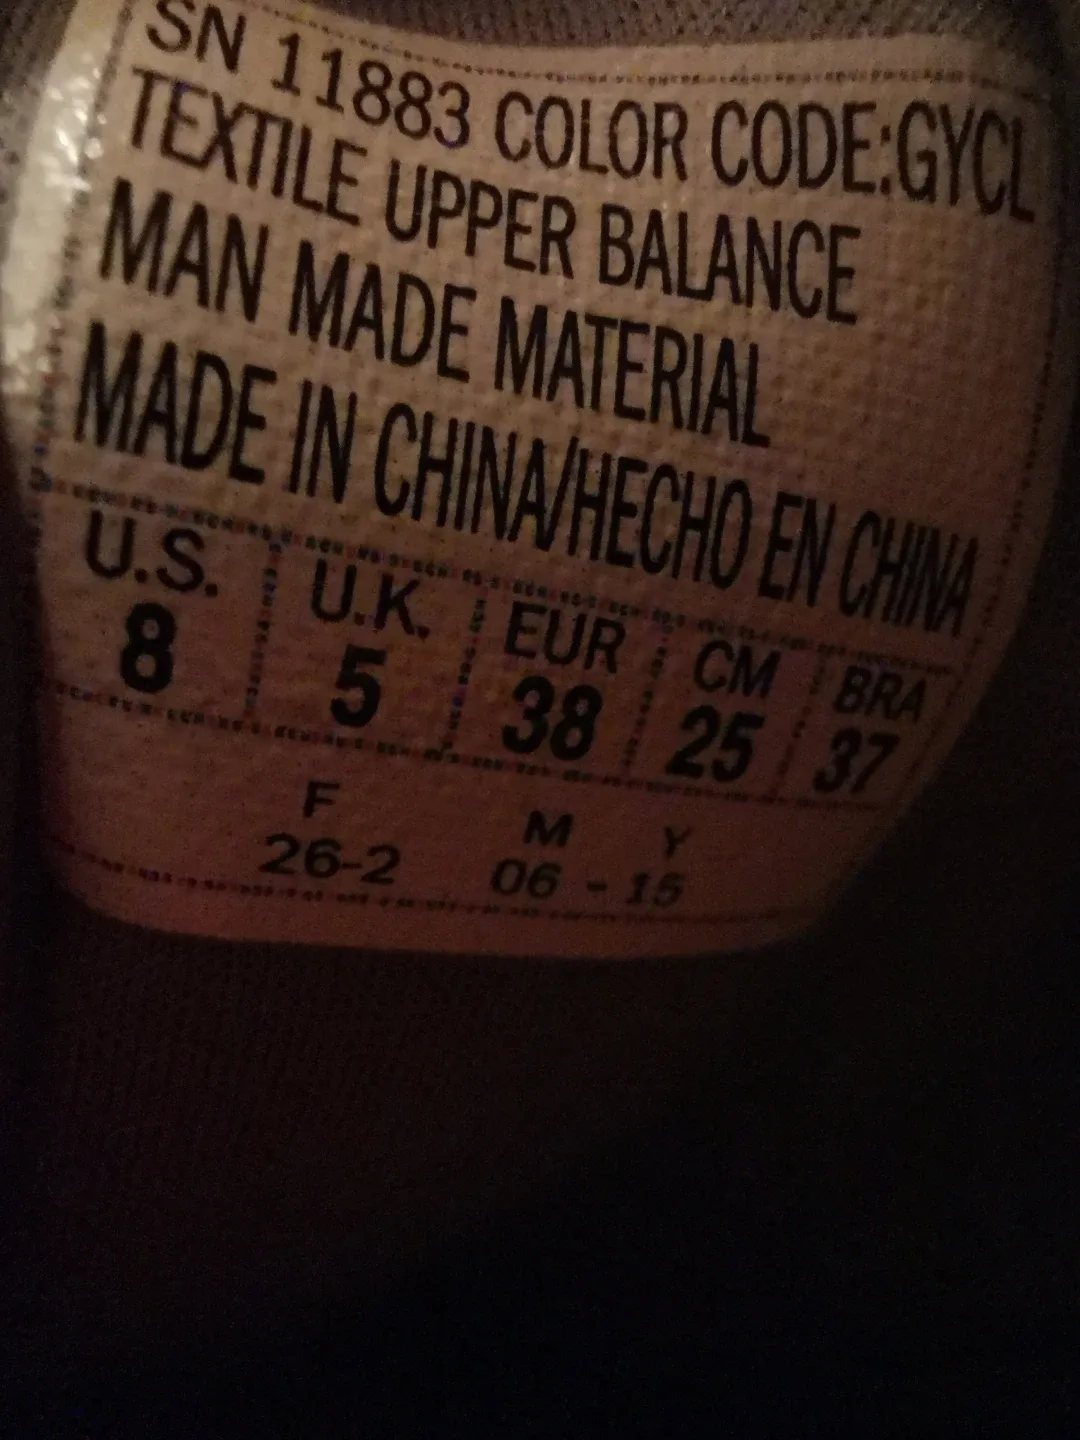 SN 11883 COLOR CODE:GYCL
TEXTILE UPPER BALANCE
MAN MADE MATERIAL
MADE IN CHINA/HECHO EN CHINA
U.S. U.K. EUR CM BRA
8 5 38 25 37
F M Y
26-2 06 - 15